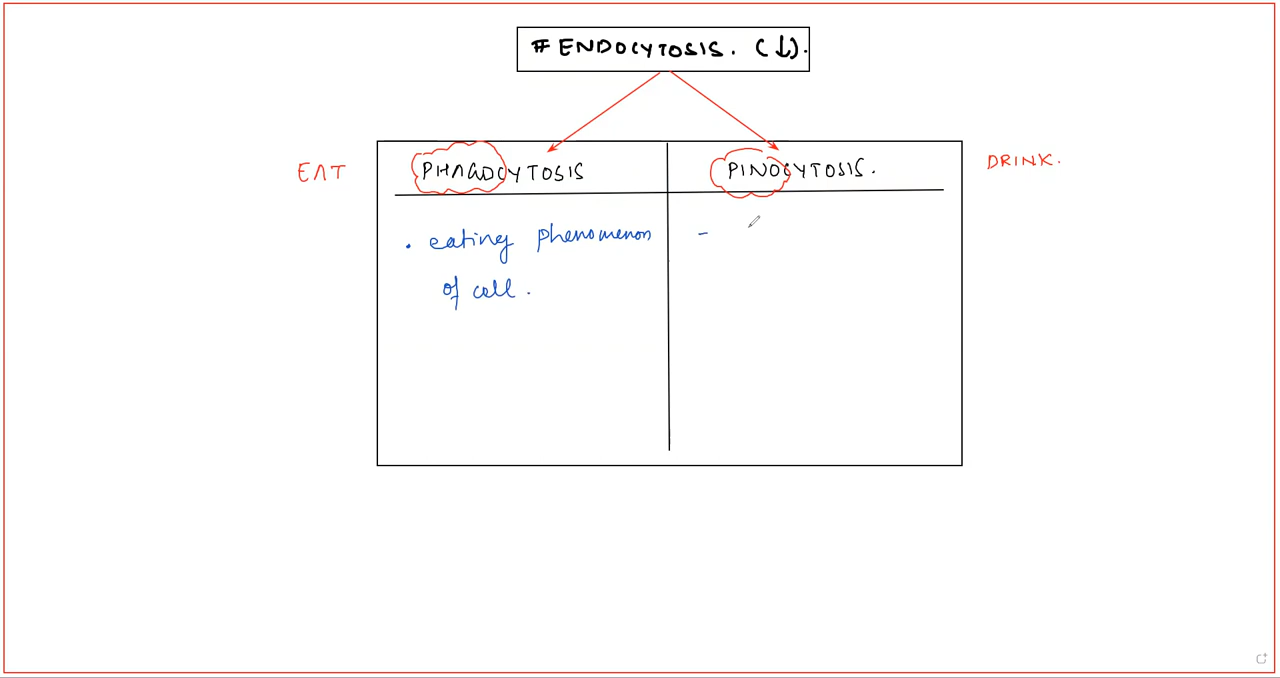 # ENDOCYTOSIS. (↓).
EAT
PHAGOCYTOSIS
PINOCYTOSIS.
DRINK.
. eating phenomenon
of cell.
-